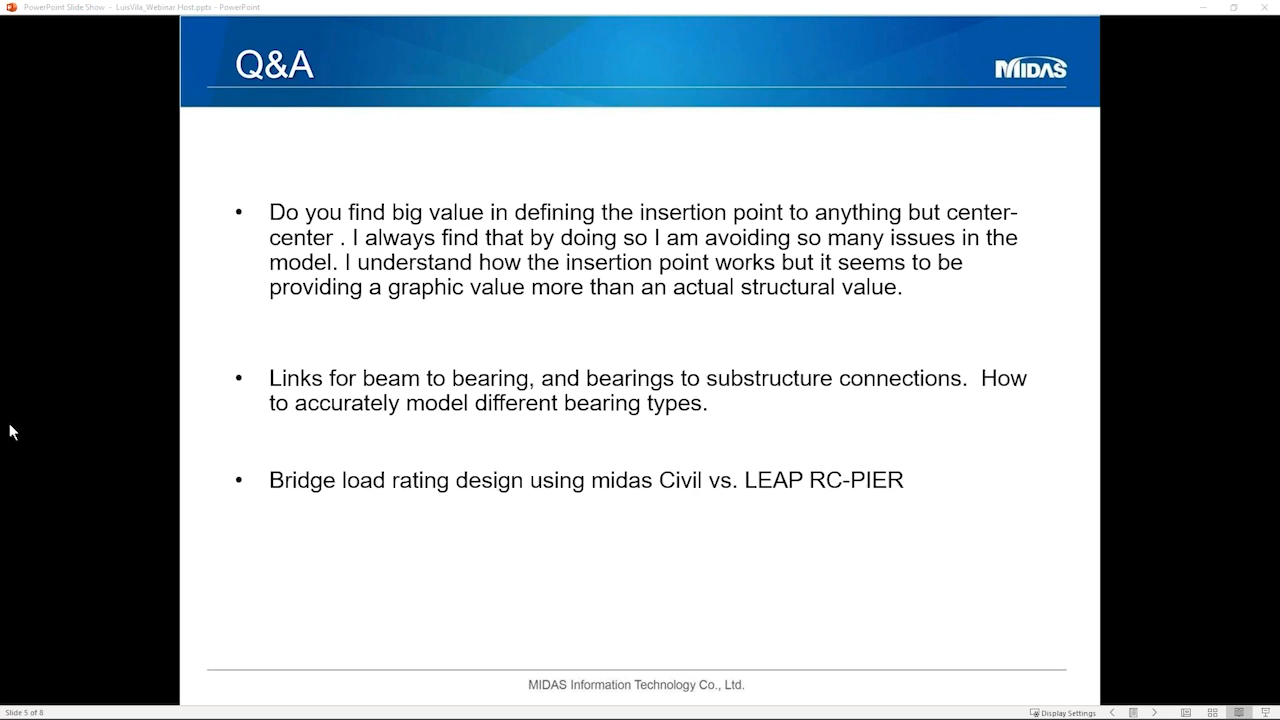 PowerPoint Slide Show - LuisVila_Webinar Host.pptx - PowerPoint
Q&A
MIDAS
• Do you find big value in defining the insertion point to anything but center-
center . I always find that by doing so I am avoiding so many issues in the
model. I understand how the insertion point works but it seems to be
providing a graphic value more than an actual structural value.
• Links for beam to bearing, and bearings to substructure connections.  How
to accurately model different bearing types.
• Bridge load rating design using midas Civil vs. LEAP RC-PIER
MIDAS Information Technology Co., Ltd.
Slide 5 of 8
Display Settings